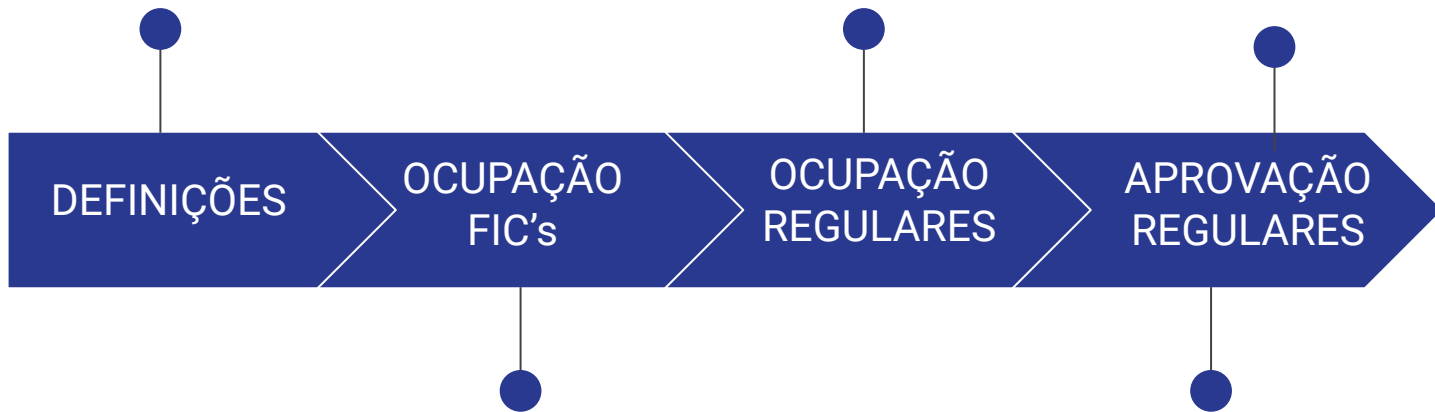 DEFINIÇÕES
OCUPAÇÃO
FIC’s
OCUPAÇÃO
REGULARES
APROVAÇÃO
REGULARES